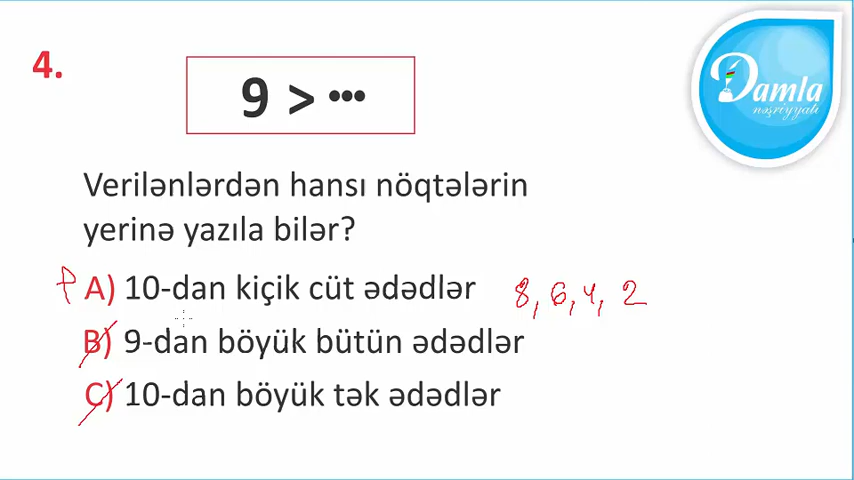 4.
9 > •••
Damla
nəşriyyatı
Verilənlərdən hansı nöqtələrin
yerinə yazıla bilər?
A) 10-dan kiçik cüt ədədlər 8, 6, 4, 2
B) 9-dan böyük bütün ədədlər
C) 10-dan böyük tək ədədlər